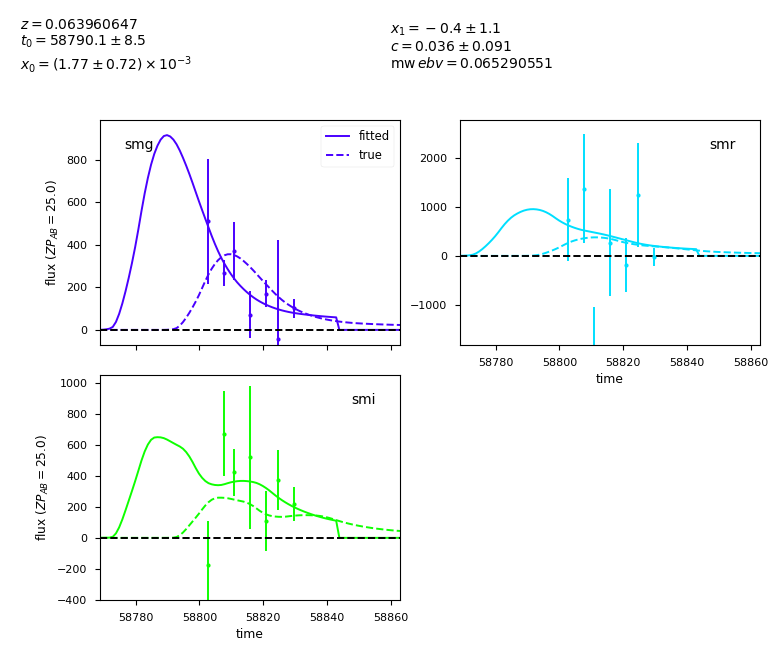 z = 0.063960647
t₀ = 58790.1 ± 8.5
x₀ = (1.77 ± 0.72) × 10⁻³
x₁ = −0.4 ± 1.1
c = 0.036 ± 0.091
mw ebv = 0.065290551
smg
fitted
true
flux (ZP_AB = 25.0)
800
600
400
200
0
smr
2000
1000
0
−1000
58780 58800 58820 58840 58860
time
smi
flux (ZP_AB = 25.0)
1000
800
600
400
200
0
−200
−400
58780 58800 58820 58840 58860
time